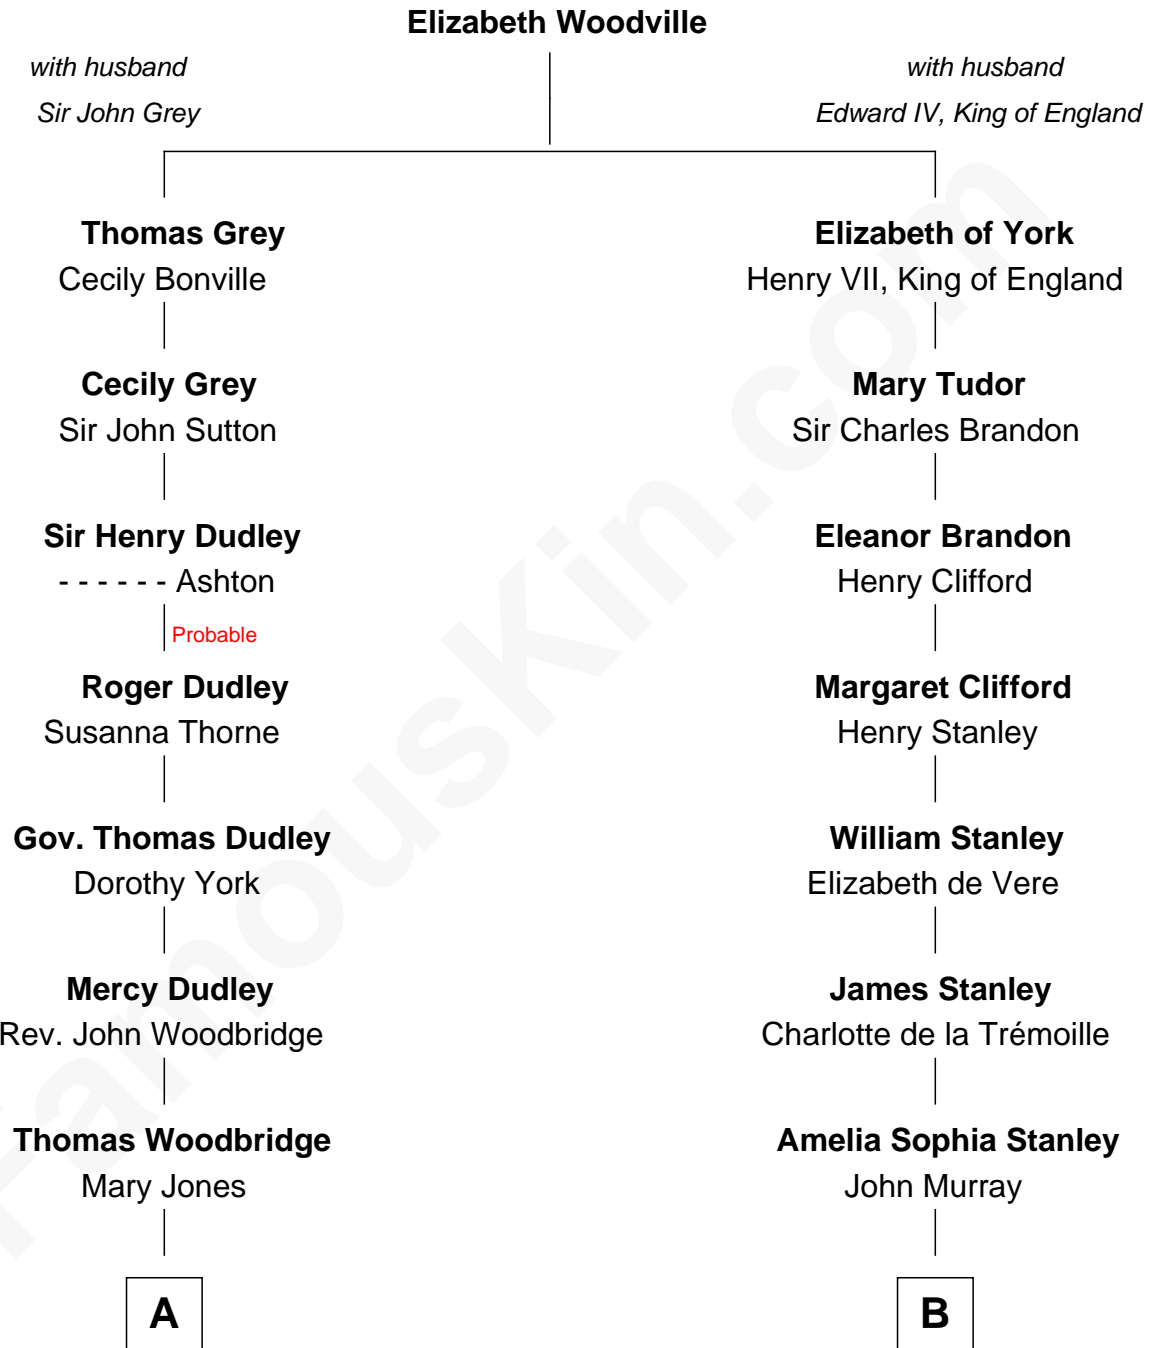 Elizabeth Woodville
with husband
Sir John Grey
with husband
Edward IV, King of England
Thomas Grey
Cecily Bonville
Elizabeth of York
Henry VII, King of England
Cecily Grey
Sir John Sutton
Mary Tudor
Sir Charles Brandon
Sir Henry Dudley
- - - - - - Ashton
Probable
Eleanor Brandon
Henry Clifford
Roger Dudley
Susanna Thorne
Margaret Clifford
Henry Stanley
Gov. Thomas Dudley
Dorothy York
William Stanley
Elizabeth de Vere
Mercy Dudley
Rev. John Woodbridge
James Stanley
Charlotte de la Trémoille
Thomas Woodbridge
Mary Jones
Amelia Sophia Stanley
John Murray
A
B
FamousKin.com